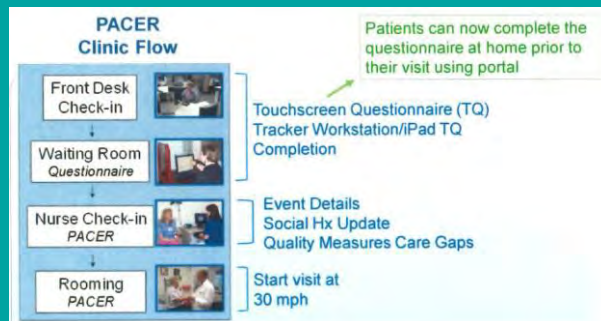 PACER
Clinic Flow
Patients can now complete the
questionnaire at home prior to
their visit using portal
Front Desk
Check-in
Touchscreen Questionnaire (TQ)
Tracker Workstation/iPad TQ
Completion
Waiting Room
Questionnaire
Nurse Check-in
PACER
Event Details
Social Hx Update
Quality Measures Care Gaps
Rooming
PACER
Start visit at
30 mph